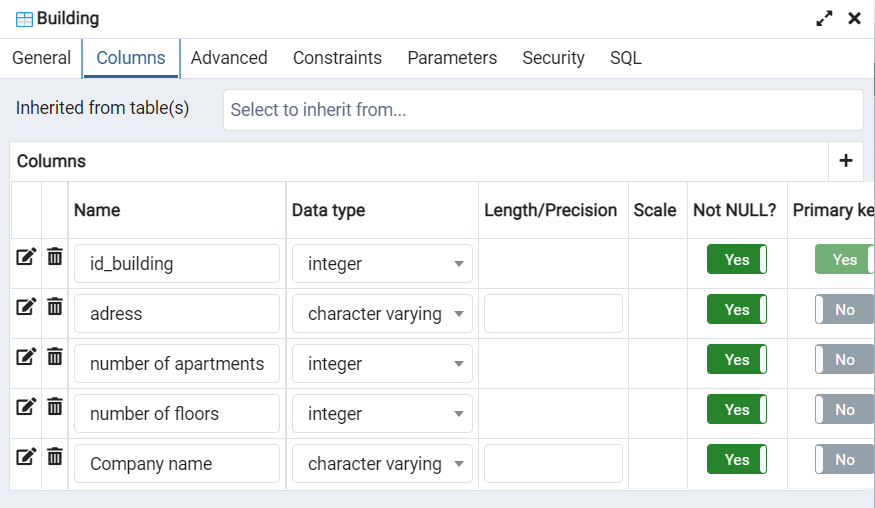 Building
General Columns Advanced Constraints Parameters Security SQL
Inherited from table(s) Select to inherit from...
Columns
Name Data type Length/Precision Scale Not NULL? Primary ke
id_building integer Yes Yes
adress character varying Yes No
number of apartments integer Yes No
number of floors integer Yes No
Company name character varying Yes No